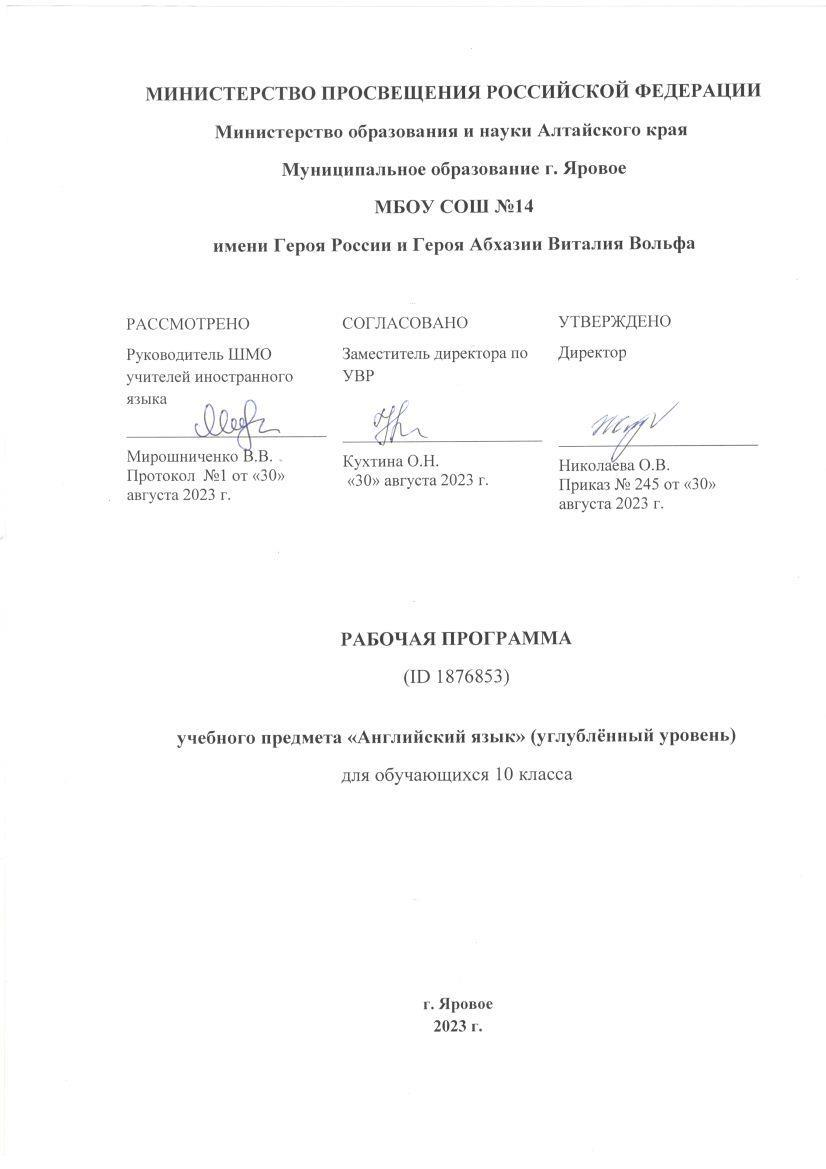 МИНИСТЕРСТВО ПРОСВЕЩЕНИЯ РОССИЙСКОЙ ФЕДЕРАЦИИ
Министерство образования и науки Алтайского края
Муниципальное образование г. Яровое
МБОУ СОШ №14
имени Героя России и Героя Абхазии Виталия Вольфа
РАССМОТРЕНО
Руководитель ШМО
учителей иностранного
языка
Мирошниченко В.В.
Протокол №1 от «30»
августа 2023 г.
СОГЛАСОВАНО
Заместитель директора по
УВР
Кухтина О.Н.
«30» августа 2023 г.
УТВЕРЖДЕНО
Директор
Николаева О.В.
Приказ № 245 от «30»
августа 2023 г.
РАБОЧАЯ ПРОГРАММА
(ID 1876853)
учебного предмета «Английский язык» (углублённый уровень)
для обучающихся 10 класса
г. Яровое
2023 г.